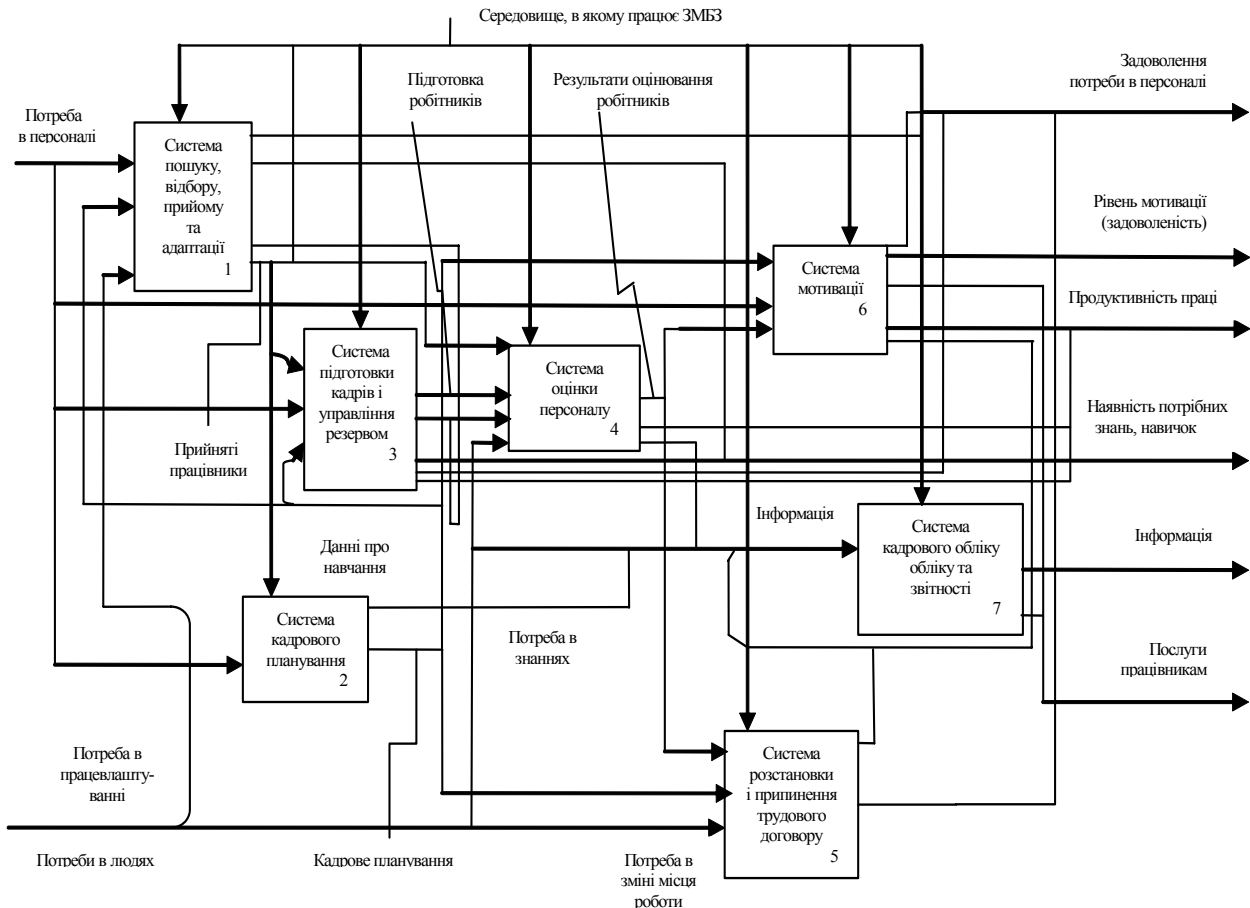 Середовище, в якому працює ЗМБЗ
Задоволення
потреби в персоналі
Підготовка
робітників
Результати оцінювання
робітників
Потреба
в персоналі
Система
пошуку,
відбору,
прийому
та
адаптації
1
Рівень мотивації
(задоволеність)
Система
мотивації
6
Продуктивність праці
Система
підготовки
кадрів і
управління
резервом
3
Система
оцінки
персоналу
4
Наявність потрібних
знань, навичок
Прийняті
працівники
Інформація
Система
кадрового обліку
обліку та
звітності
7
Інформація
Данні про
навчання
Система
кадрового
планування
2
Потреба в
знаннях
Послуги
працівникам
Потреба в
працевлашту-
ванні
Система
розстановки
і припинення
трудового
договору
5
Потреби в людях
Кадрове планування
Потреба в
зміні місця
роботи